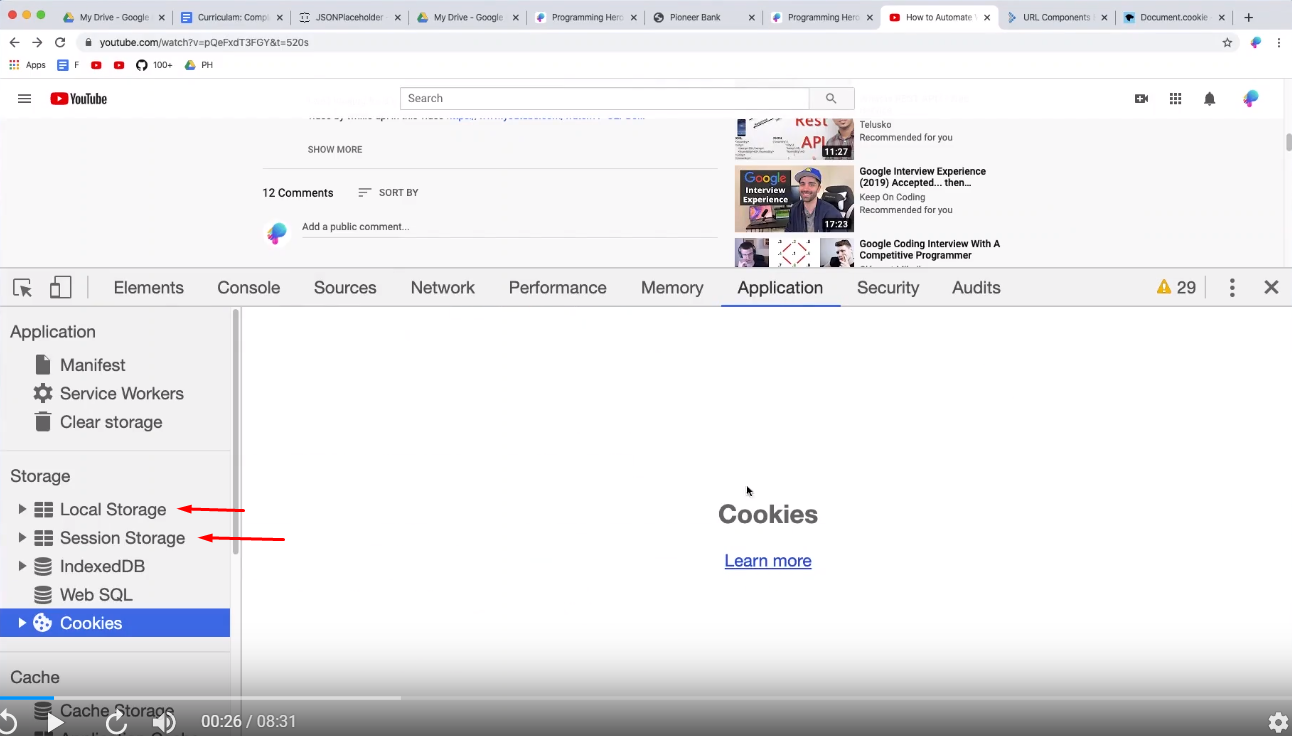 My Drive - Google
Curriculam: Compl
JSONPlaceholder
My Drive - Google
Programming Hero
Pioneer Bank
Programming Hero
How to Automate
URL Components
Document.cookie
youtube.com/watch?v=pQeFxdT3FGY&t=520s
Apps
F
100+
PH
YouTube
Search
SHOW MORE
12 Comments
SORT BY
Add a public comment...
Rest
API
11:27
Telusko
Recommended for you
Google
Interview
Experience
17:23
Google Interview Experience
(2019) Accepted... then...
Keep On Coding
Recommended for you
Google Coding Interview With A
Competitive Programmer
Elements
Console
Sources
Network
Performance
Memory
Application
Security
Audits
29
Application
Manifest
Service Workers
Clear storage
Storage
Local Storage
Session Storage
IndexedDB
Web SQL
Cookies
Cache
Cache Storage
Cookies
Learn more
00:26 / 08:31